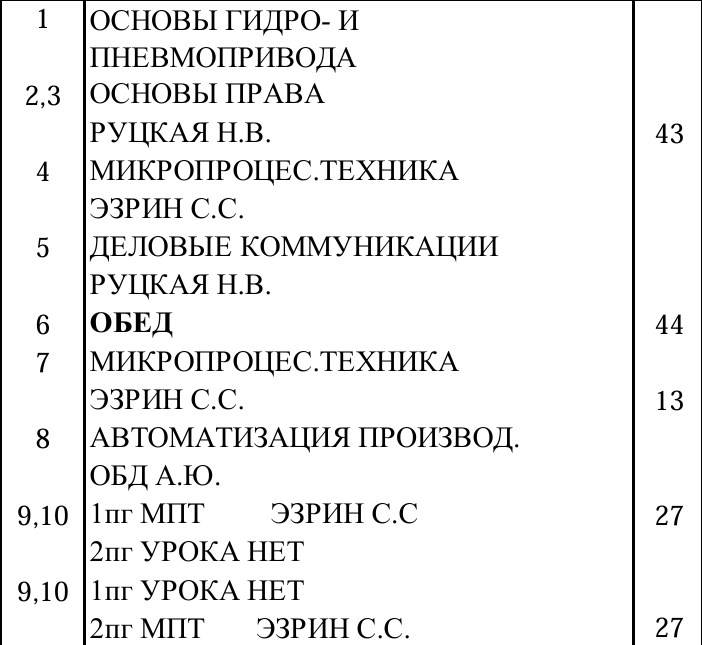 1 ОСНОВЫ ГИДРО- И
ПНЕВМОПРИВОДА
2,3 ОСНОВЫ ПРАВА
РУЦКАЯ Н.В. 43
4 МИКРОПРОЦЕС.ТЕХНИКА
ЭЗРИН С.С.
5 ДЕЛОВЫЕ КОММУНИКАЦИИ
РУЦКАЯ Н.В.
6 ОБЕД 44
7 МИКРОПРОЦЕС.ТЕХНИКА
ЭЗРИН С.С. 13
8 АВТОМАТИЗАЦИЯ ПРОИЗВОД.
ОБД А.Ю.
9,10 1пг МПТ ЭЗРИН С.С 27
2пг УРОКА НЕТ
9,10 1пг УРОКА НЕТ
2пг МПТ ЭЗРИН С.С. 27